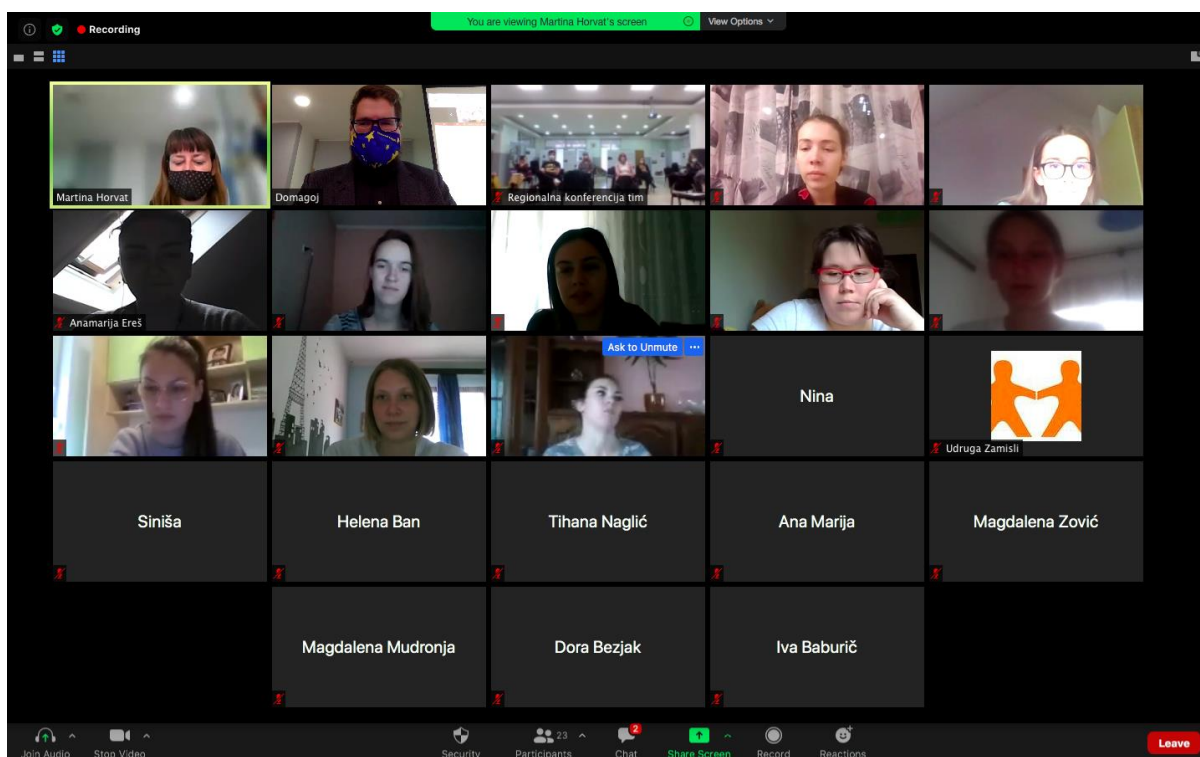 You are viewing Martina Horvat's screen
View Options
Recording
Martina Horvat
Domagoj
Regionalna konferencija tim
Anamarija Ereš
Ask to Unmute
Nina
Udruga Zamisli
Siniša
Helena Ban
Tihana Naglić
Ana Marija
Magdalena Zović
Magdalena Mudronja
Dora Bezjak
Iva Baburič
Join Audio
Stop Video
Security
Participants
23
Chat
2
Share Screen
Record
Reactions
Leave